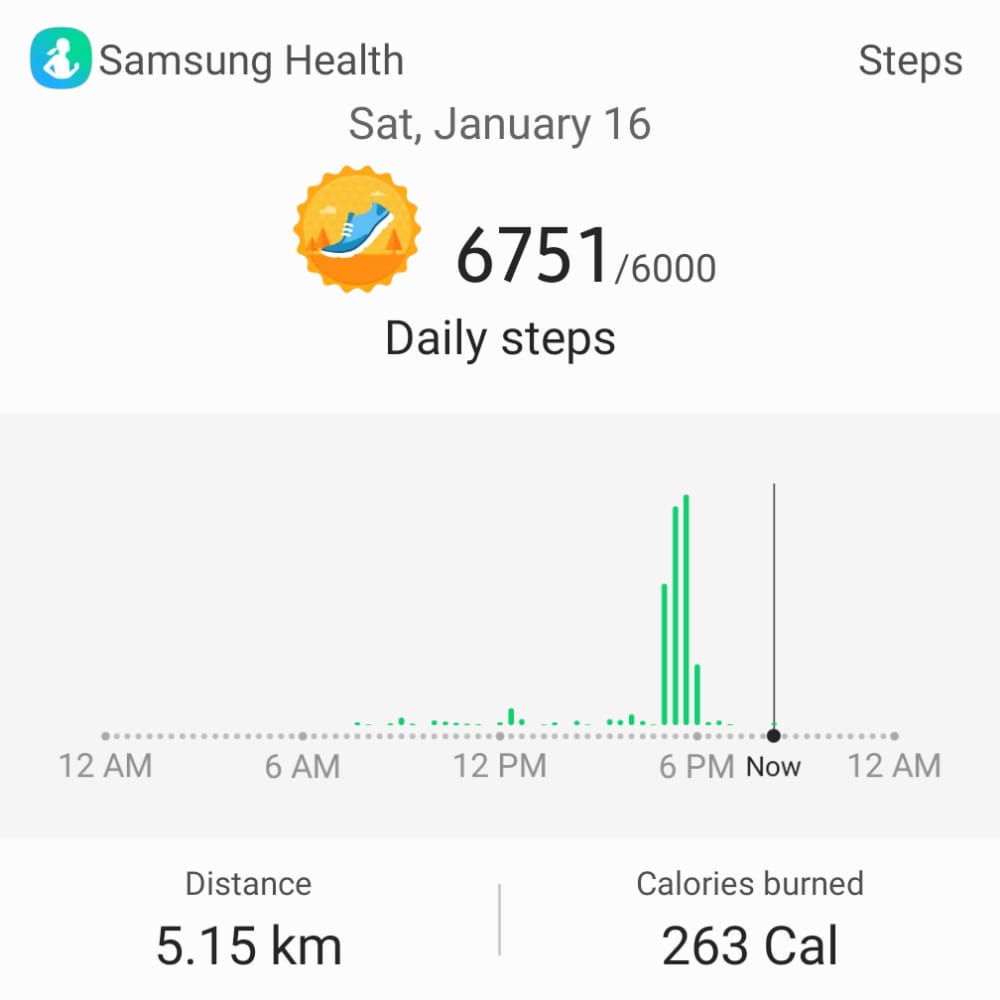 Samsung Health Steps
Sat, January 16
6751/6000
Daily steps
12 AM 6 AM 12 PM 6 PM Now 12 AM
Distance Calories burned
5.15 km 263 Cal